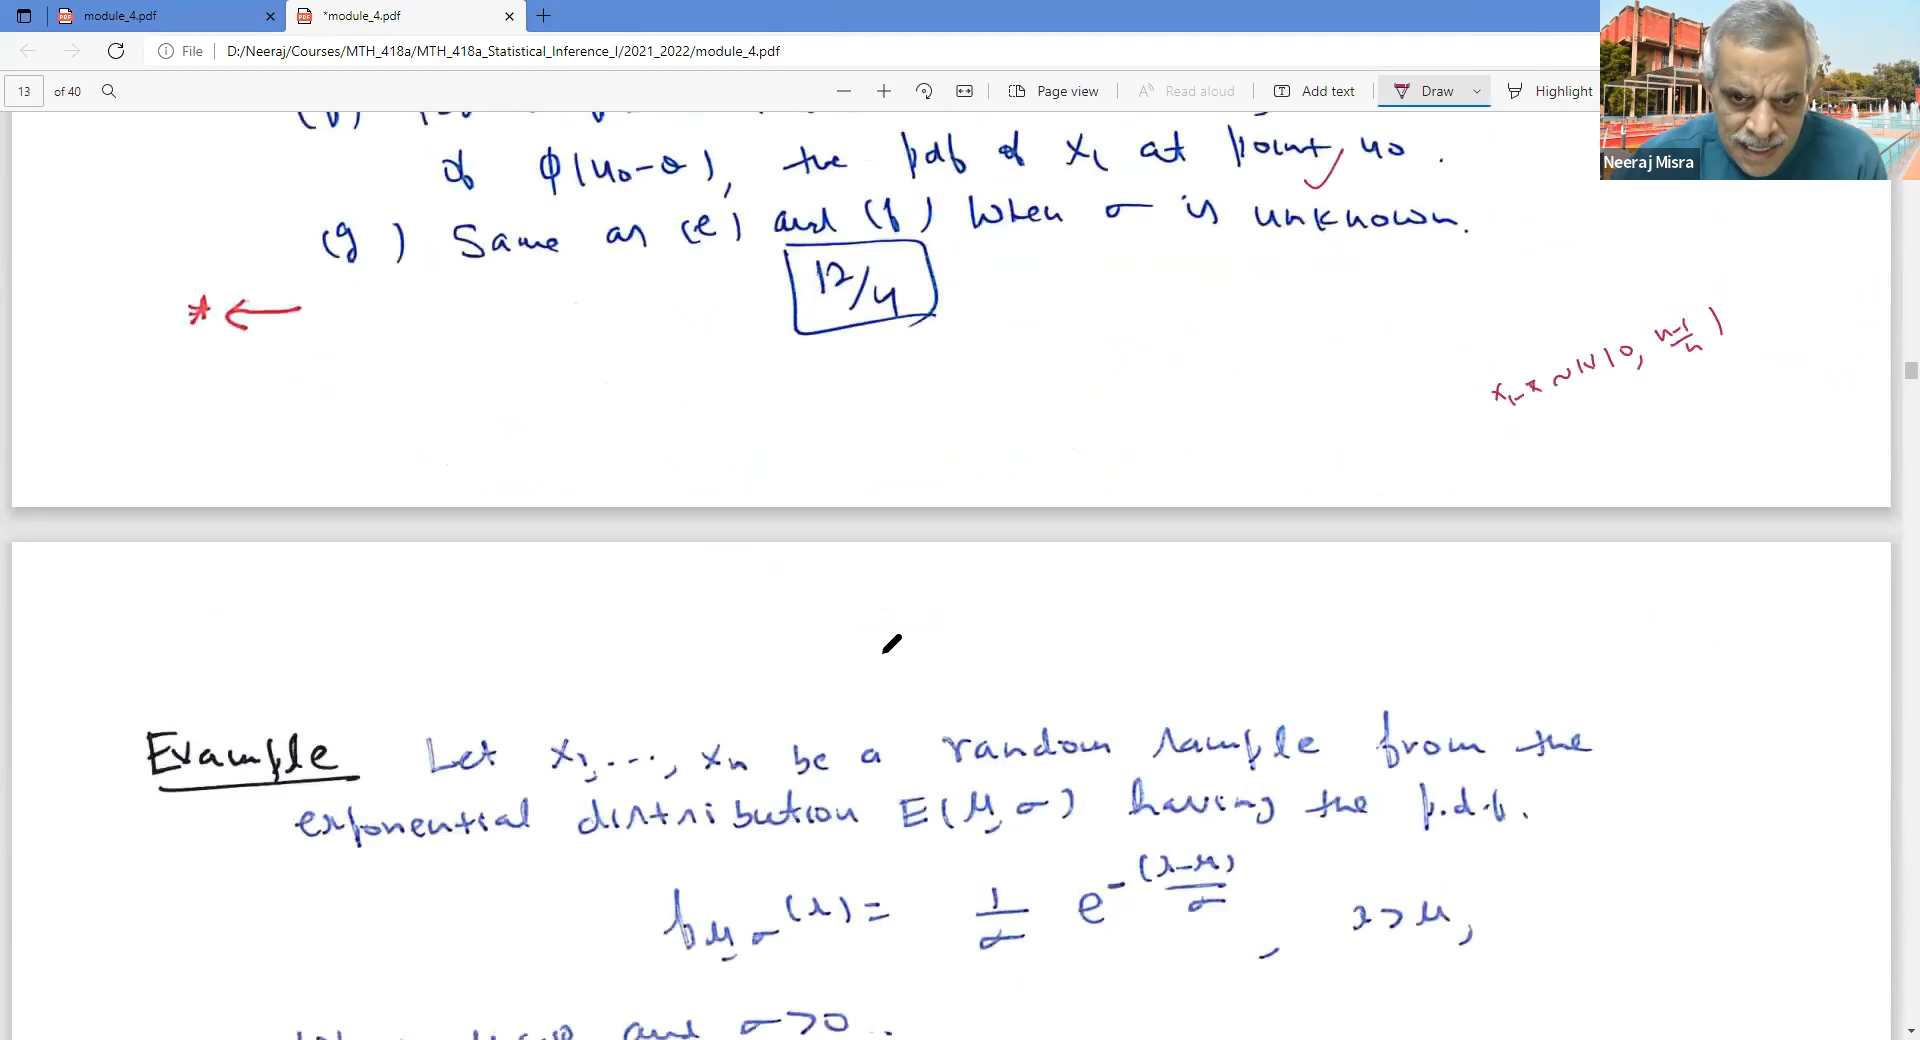 module_4.pdf
*module_4.pdf
File D:/Neeraj/Courses/MTH_418a/MTH_418a_Statistical_Inference_I/2021_2022/module_4.pdf
13 of 40 Page view Read aloud Add text Draw Highlight
Neeraj Misra
of ϕ(u₀-θ), the pdf of X₁ at point u₀.
(g) Same as (e) and (f) When σ is unknown.
12/4
* ←
X₁-X̄ ~ N(0, (n-1)/n)
Example Let X₁, ..., Xₙ be a random sample from the
exponential distribution E(μ, σ) having the p.d.f.
f_μ,σ(x) = 1/σ e^-(x-μ)/σ, x>μ,
and σ>0.